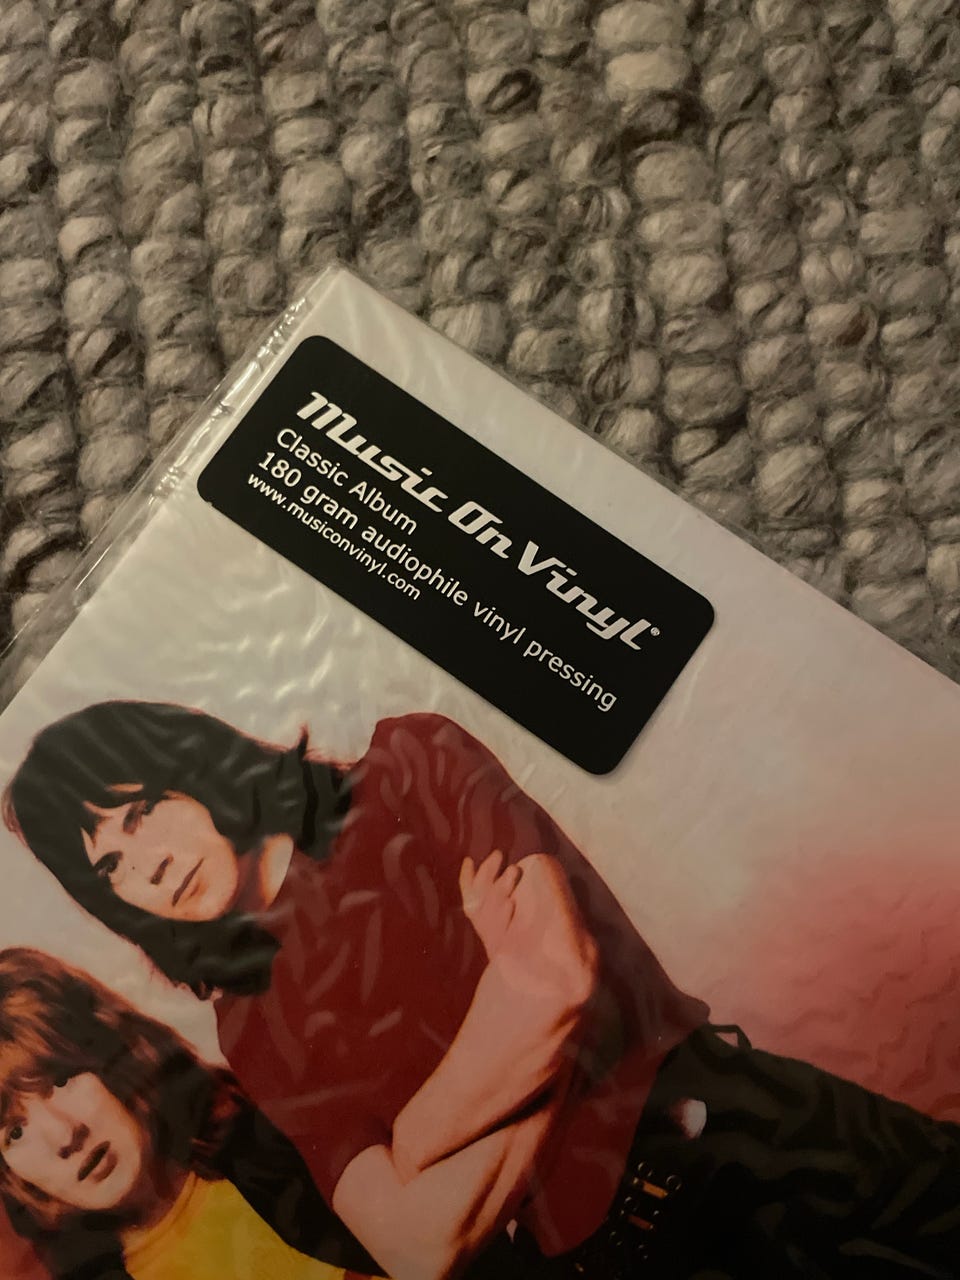 Music On Vinyl®
Classic Album
180 gram audiophile vinyl pressing
www.musiconvinyl.com